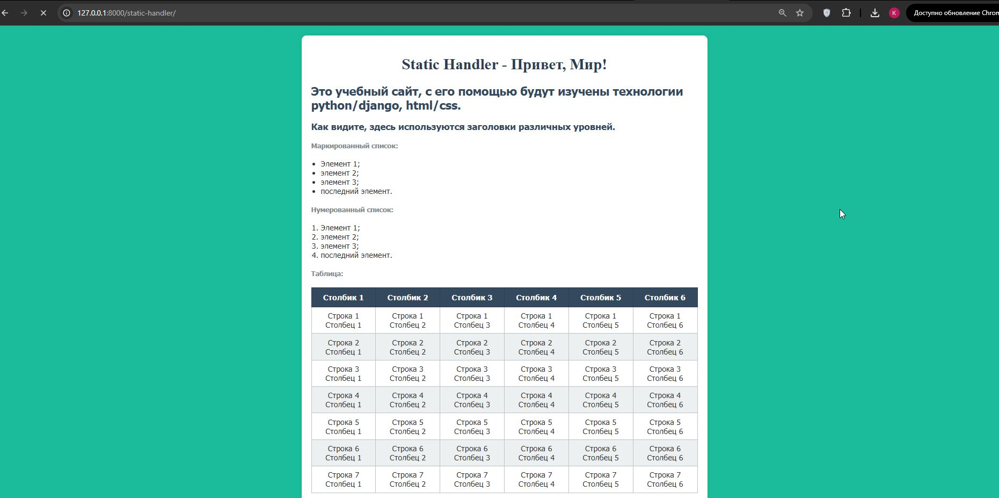 127.0.0.1:8000/static-handler/
K
Доступно обновление Chrom
Static Handler - Привет, Мир!
Это учебный сайт, с его помощью будут изучены технологии
python/django, html/css.
Как видите, здесь используются заголовки различных уровней.
Маркированный список:
• Элемент 1;
• элемент 2;
• элемент 3;
• последний элемент.
Нумерованный список:
1. Элемент 1;
2. элемент 2;
3. элемент 3;
4. последний элемент.
Таблица:
Столбик 1 Столбик 2 Столбик 3 Столбик 4 Столбик 5 Столбик 6
Строка 1 Строка 1 Строка 1 Строка 1 Строка 1 Строка 1
Столбец 1 Столбец 2 Столбец 3 Столбец 4 Столбец 5 Столбец 6
Строка 2 Строка 2 Строка 2 Строка 2 Строка 2 Строка 2
Столбец 1 Столбец 2 Столбец 3 Столбец 4 Столбец 5 Столбец 6
Строка 3 Строка 3 Строка 3 Строка 3 Строка 3 Строка 3
Столбец 1 Столбец 2 Столбец 3 Столбец 4 Столбец 5 Столбец 6
Строка 4 Строка 4 Строка 4 Строка 4 Строка 4 Строка 4
Столбец 1 Столбец 2 Столбец 3 Столбец 4 Столбец 5 Столбец 6
Строка 5 Строка 5 Строка 5 Строка 5 Строка 5 Строка 5
Столбец 1 Столбец 2 Столбец 3 Столбец 4 Столбец 5 Столбец 6
Строка 6 Строка 6 Строка 6 Строка 6 Строка 6 Строка 6
Столбец 1 Столбец 2 Столбец 3 Столбец 4 Столбец 5 Столбец 6
Строка 7 Строка 7 Строка 7 Строка 7 Строка 7 Строка 7
Столбец 1 Столбец 2 Столбец 3 Столбец 4 Столбец 5 Столбец 6